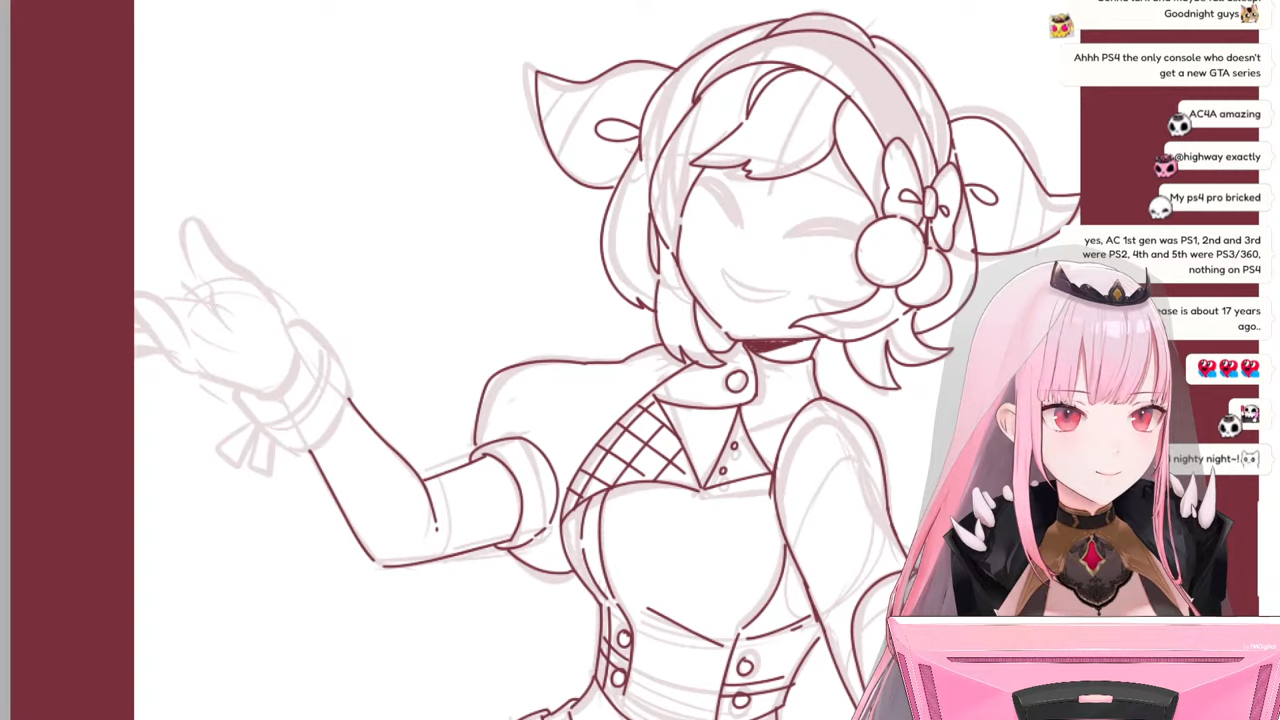 Goodnight guys
Ahhh PS4 the only console who doesn't
get a new GTA series
AC4A amazing
@highway exactly
My ps4 pro bricked
yes, AC 1st gen was PS1, 2nd and 3rd
were PS2, 4th and 5th were PS3/360,
nothing on PS4
is about 17 years
ago..
nighty night~!